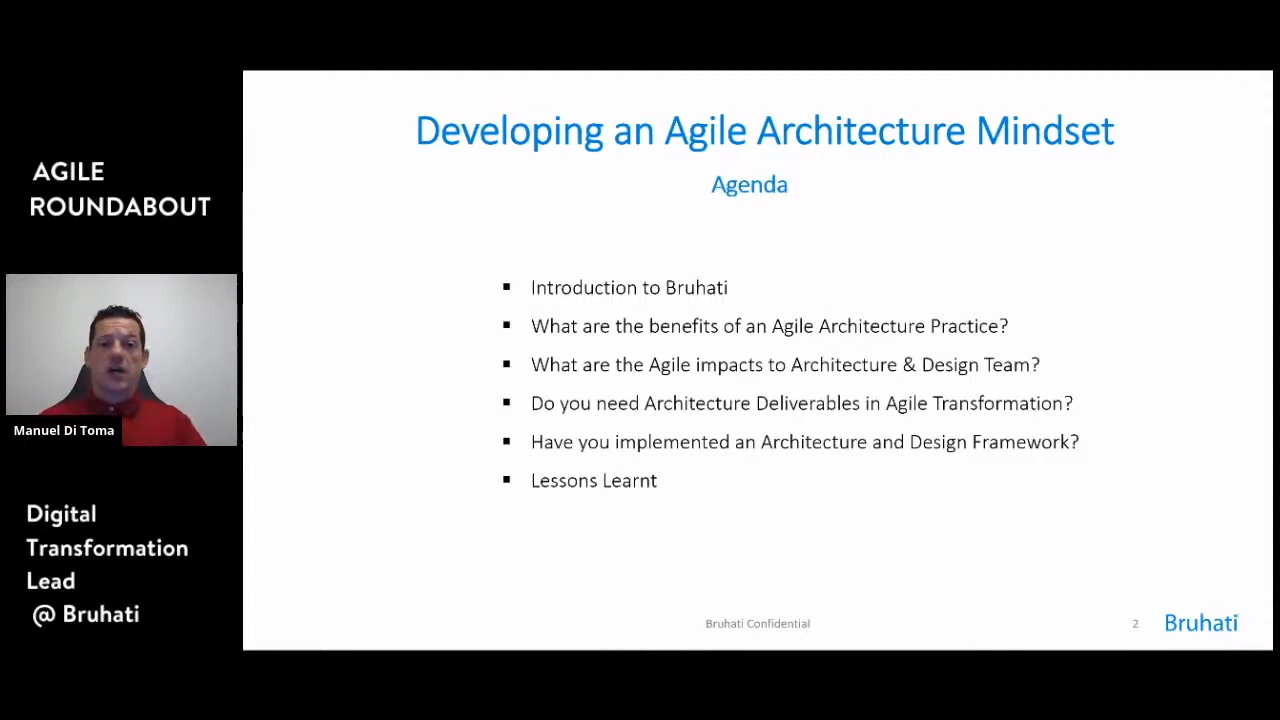 AGILE
ROUNDABOUT
Manuel Di Toma
Digital
Transformation
Lead
@ Bruhati
Developing an Agile Architecture Mindset
Agenda
▪ Introduction to Bruhati
▪ What are the benefits of an Agile Architecture Practice?
▪ What are the Agile impacts to Architecture & Design Team?
▪ Do you need Architecture Deliverables in Agile Transformation?
▪ Have you implemented an Architecture and Design Framework?
▪ Lessons Learnt
Bruhati Confidential
2
Bruhati